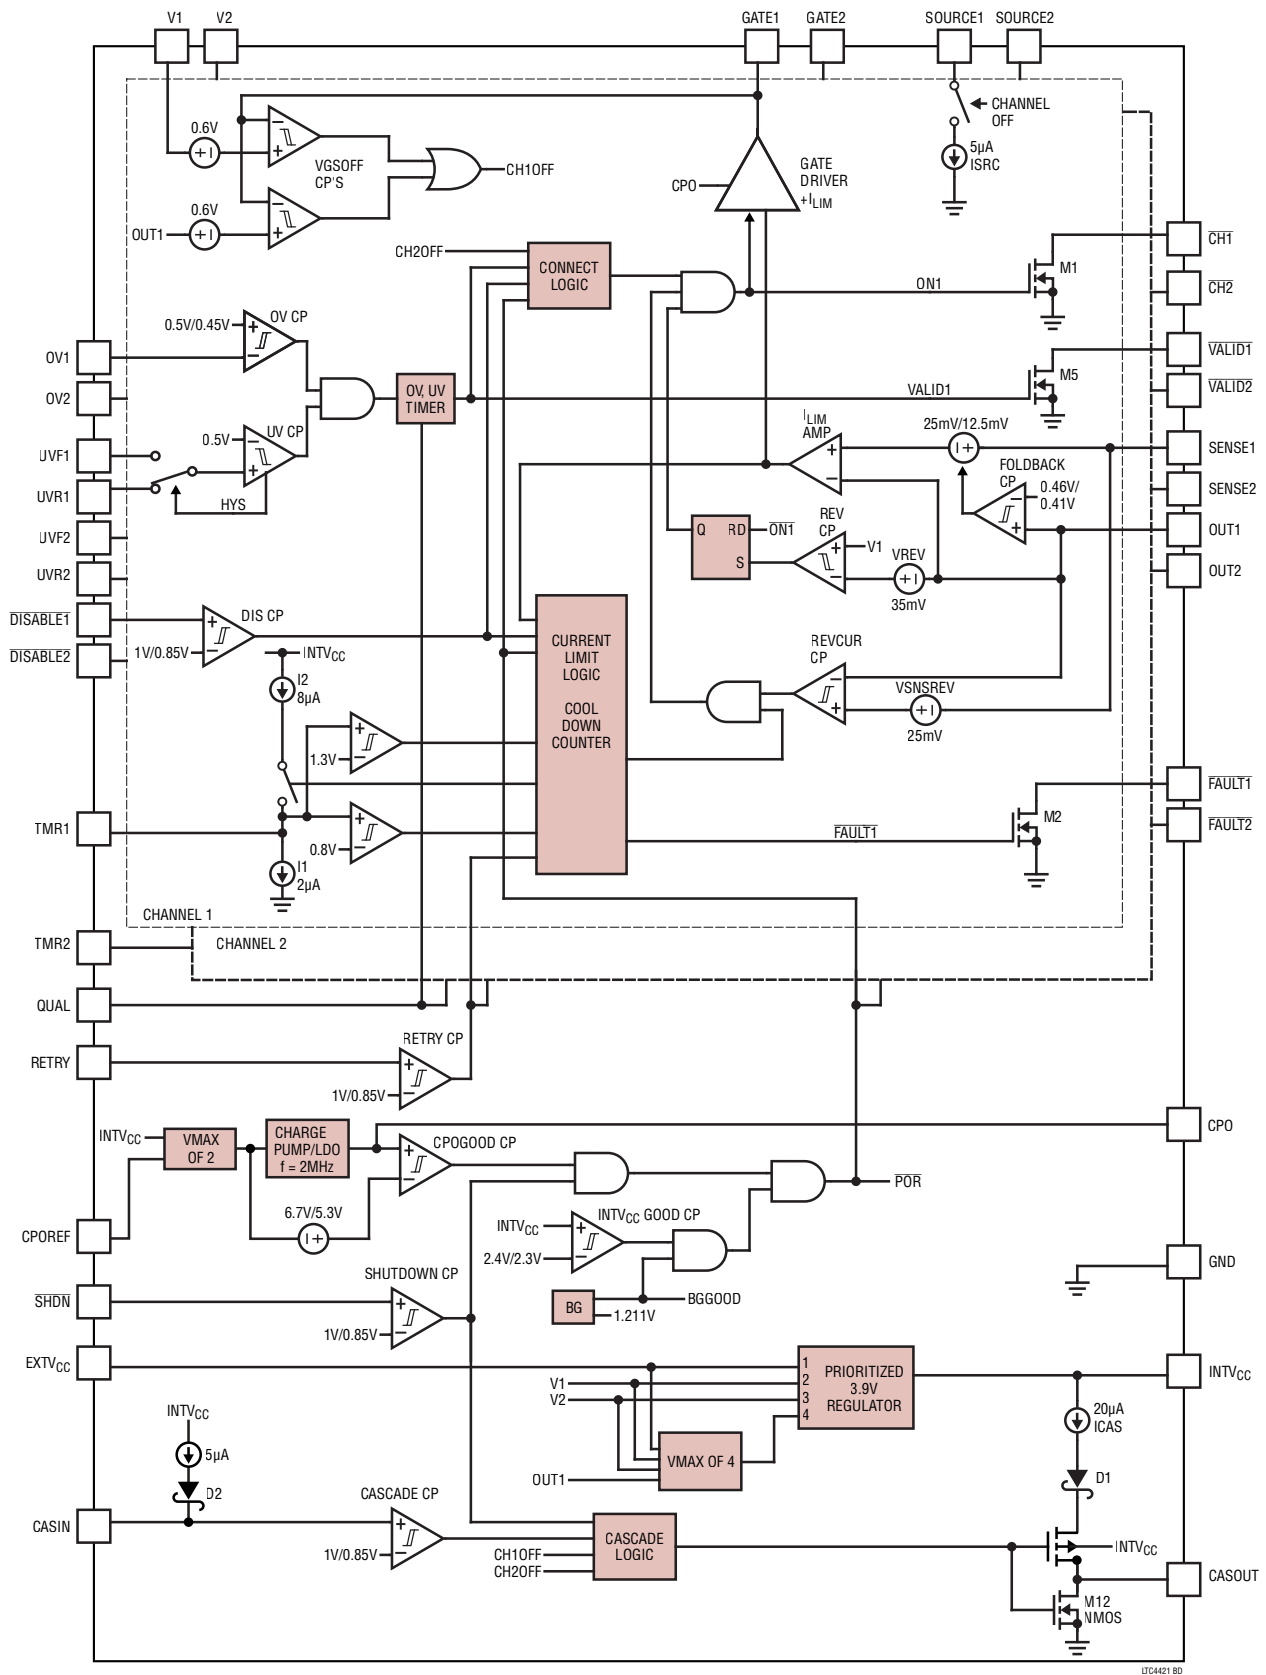 V1
V2
GATE1
GATE2
SOURCE1
SOURCE2
CHANNEL
OFF
5µA
ISRC
0.6V
+
VGSOFF
CP'S
CH1OFF
0.6V
OUT1
CPO
GATE
DRIVER
+ILIM
CH2OFF
CONNECT
LOGIC
ON1
M1
CH1
CH2
0.5V/0.45V
OV CP
OV1
OV2
OV, UV
TIMER
VALID1
M5
VALID1
VALID2
0.5V
UV CP
UVF1
UVR1
HYS
UVF2
UVR2
ILIM
AMP
25mV/12.5mV
FOLDBACK
CP
0.46V/
0.41V
SENSE1
SENSE2
OUT1
OUT2
Q
RD
S
ON1
REV
CP
V1
VREV
35mV
DISABLE1
DISABLE2
DIS CP
1V/0.85V
INTVCC
I2
8µA
1.3V
0.8V
I1
2µA
TMR1
CURRENT
LIMIT
LOGIC
COOL
DOWN
COUNTER
REVCUR
CP
VSNSREV
25mV
FAULT1
M2
FAULT1
FAULT2
CHANNEL 1
CHANNEL 2
TMR2
QUAL
RETRY
RETRY CP
1V/0.85V
INTVCC
VMAX
OF 2
CHARGE
PUMP/LDO
f = 2MHz
CPOGOOD CP
CPO
6.7V/5.3V
CPOREF
POR
INTVCC
INTVCC GOOD CP
2.4V/2.3V
BG
BGGOOD
1.211V
GND
SHDN
SHUTDOWN CP
1V/0.85V
EXTVCC
V1
V2
1
2
3
4
PRIORITIZED
3.9V
REGULATOR
INTVCC
VMAX OF 4
OUT1
20µA
ICAS
D1
INTVCC
5µA
D2
CASIN
CASCADE CP
1V/0.85V
CH1OFF
CH2OFF
CASCADE
LOGIC
INTVCC
CASOUT
M12
NMOS
LTC4421 BD